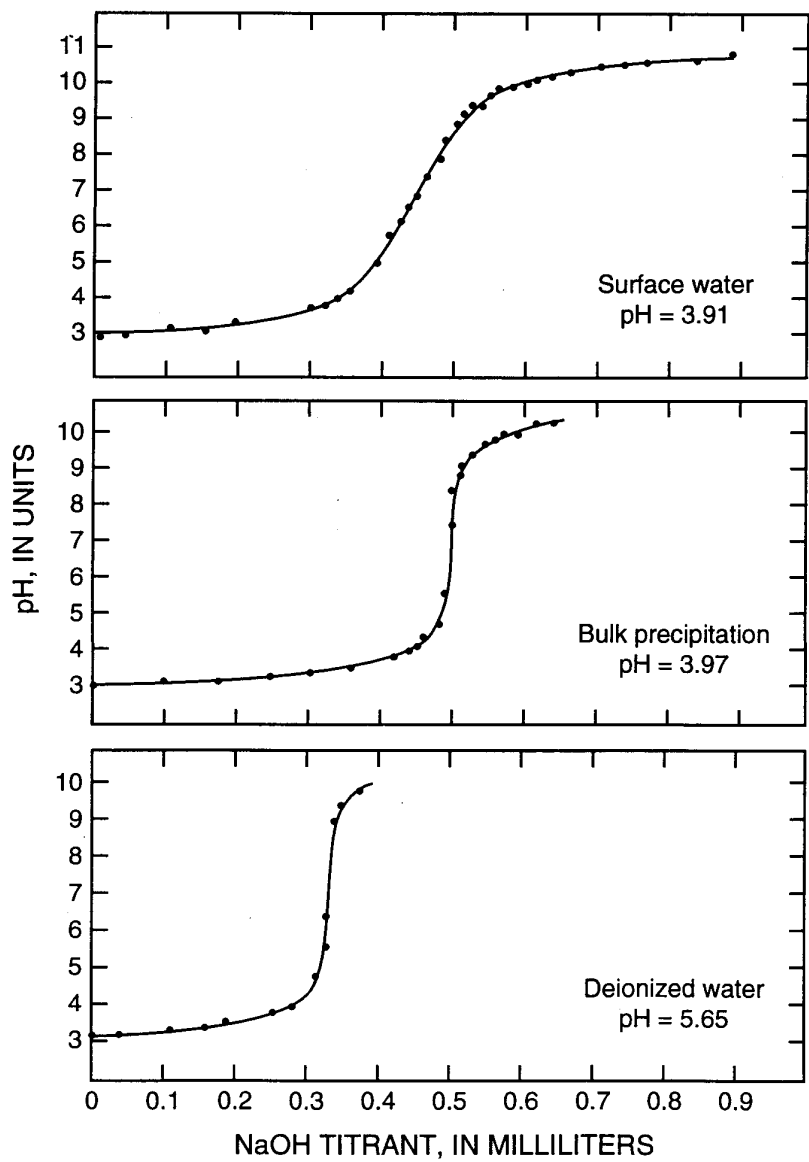 11
10
9
8
7
6
5
4
3
Surface water
pH = 3.91
pH, IN UNITS
10
9
8
7
6
5
4
3
Bulk precipitation
pH = 3.97
10
9
8
7
6
5
4
3
Deionized water
pH = 5.65
0 0.1 0.2 0.3 0.4 0.5 0.6 0.7 0.8 0.9
NaOH TITRANT, IN MILLILITERS